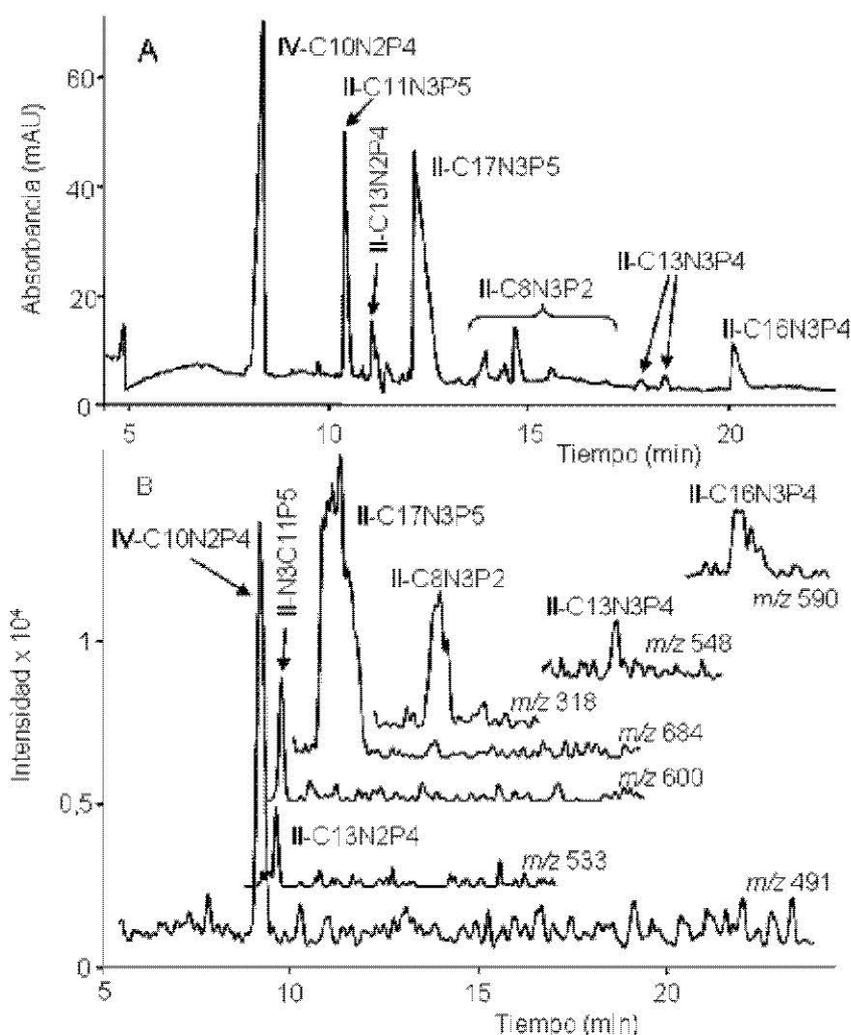 A
IV-C10N2P4
II-C11N3P5
II-C13N2P4
II-C17N3P5
II-C8N3P2
II-C13N3P4
II-C16N3P4
Absorbancia (mAU)
60
40
20
0
5
10
15
20
Tiempo (min)
B
IV-C10N2P4
II-N3C11P5
II-C17N3P5
II-C8N3P2
II-C13N3P4
II-C16N3P4
m/z 590
m/z 548
m/z 318
m/z 684
m/z 600
II-C13N2P4
m/z 533
m/z 491
Intensidad x 10⁴
1
0,5
0
5
10
15
20
Tiempo (min)